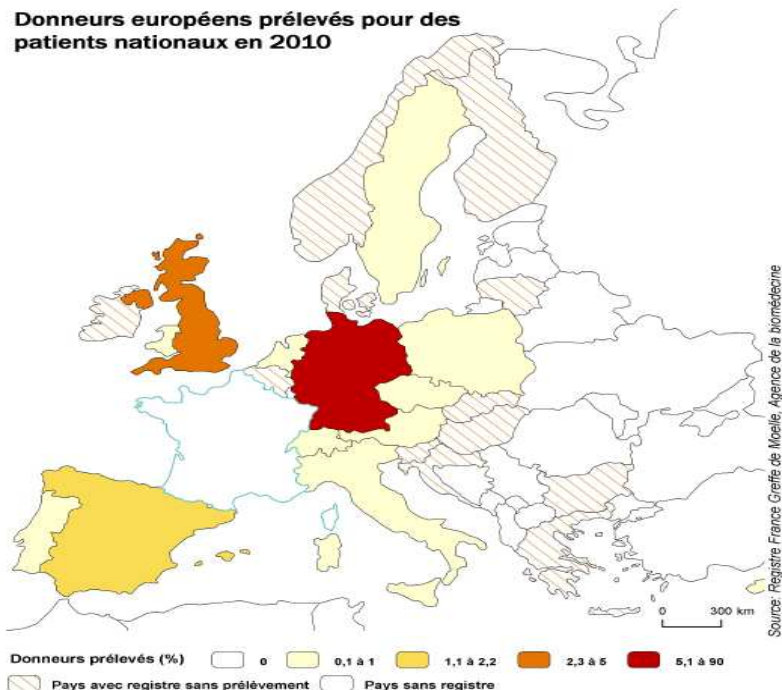 Donneurs européens prélevés pour des
patients nationaux en 2010
Source: Registre France Greffe de Moelle, Agence de la biomédecine
0 300 km
Donneurs prélevés (%) 0 0,1 à 1 1,1 à 2,2 2,3 à 5 5,1 à 90
Pays avec registre sans prélèvement Pays sans registre